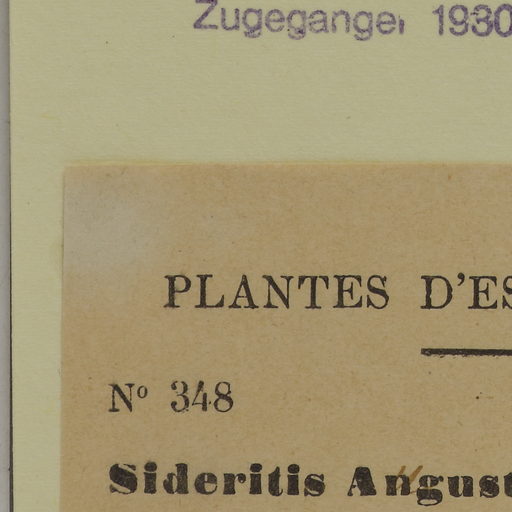 Zugegangen 1930
PLANTES D'ES
Nº 348
Sideritis Angust